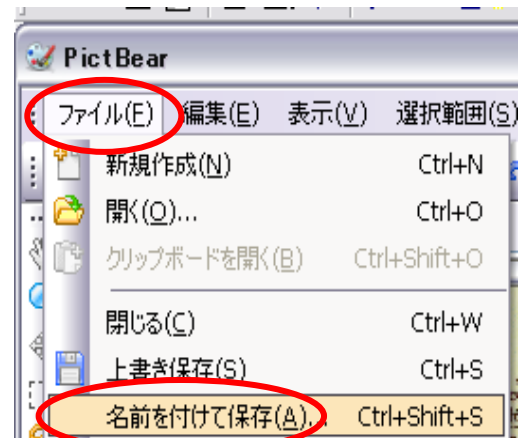 PictBear
ファイル(F) 編集(E) 表示(V) 選択範囲(S)
新規作成(N) Ctrl+N
開く(O)... Ctrl+O
クリップボードを開く(B) Ctrl+Shift+O
閉じる(C) Ctrl+W
上書き保存(S) Ctrl+S
名前を付けて保存(A)... Ctrl+Shift+S